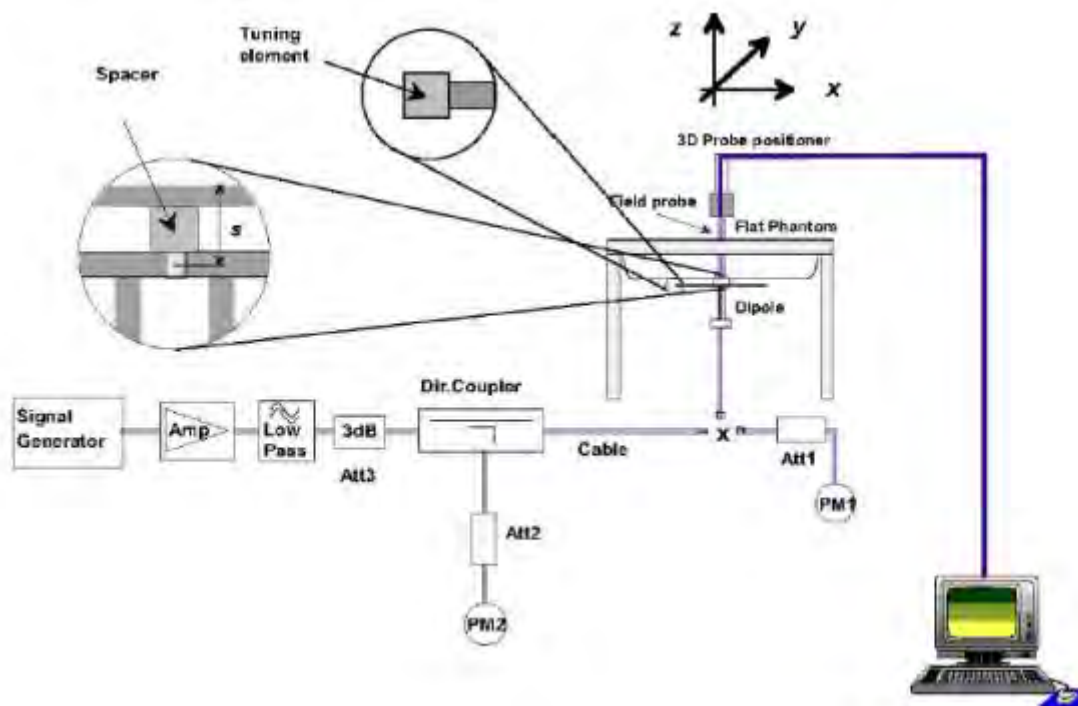 Tuning
element
Spacer
z
y
x
3D Probe positioner
Field probe
Flat Phantom
s
Dipole
Dir.Coupler
Signal
Generator
Amp
Low
Pass
3dB
Att3
Cable
x
Att1
PM1
Att2
PM2